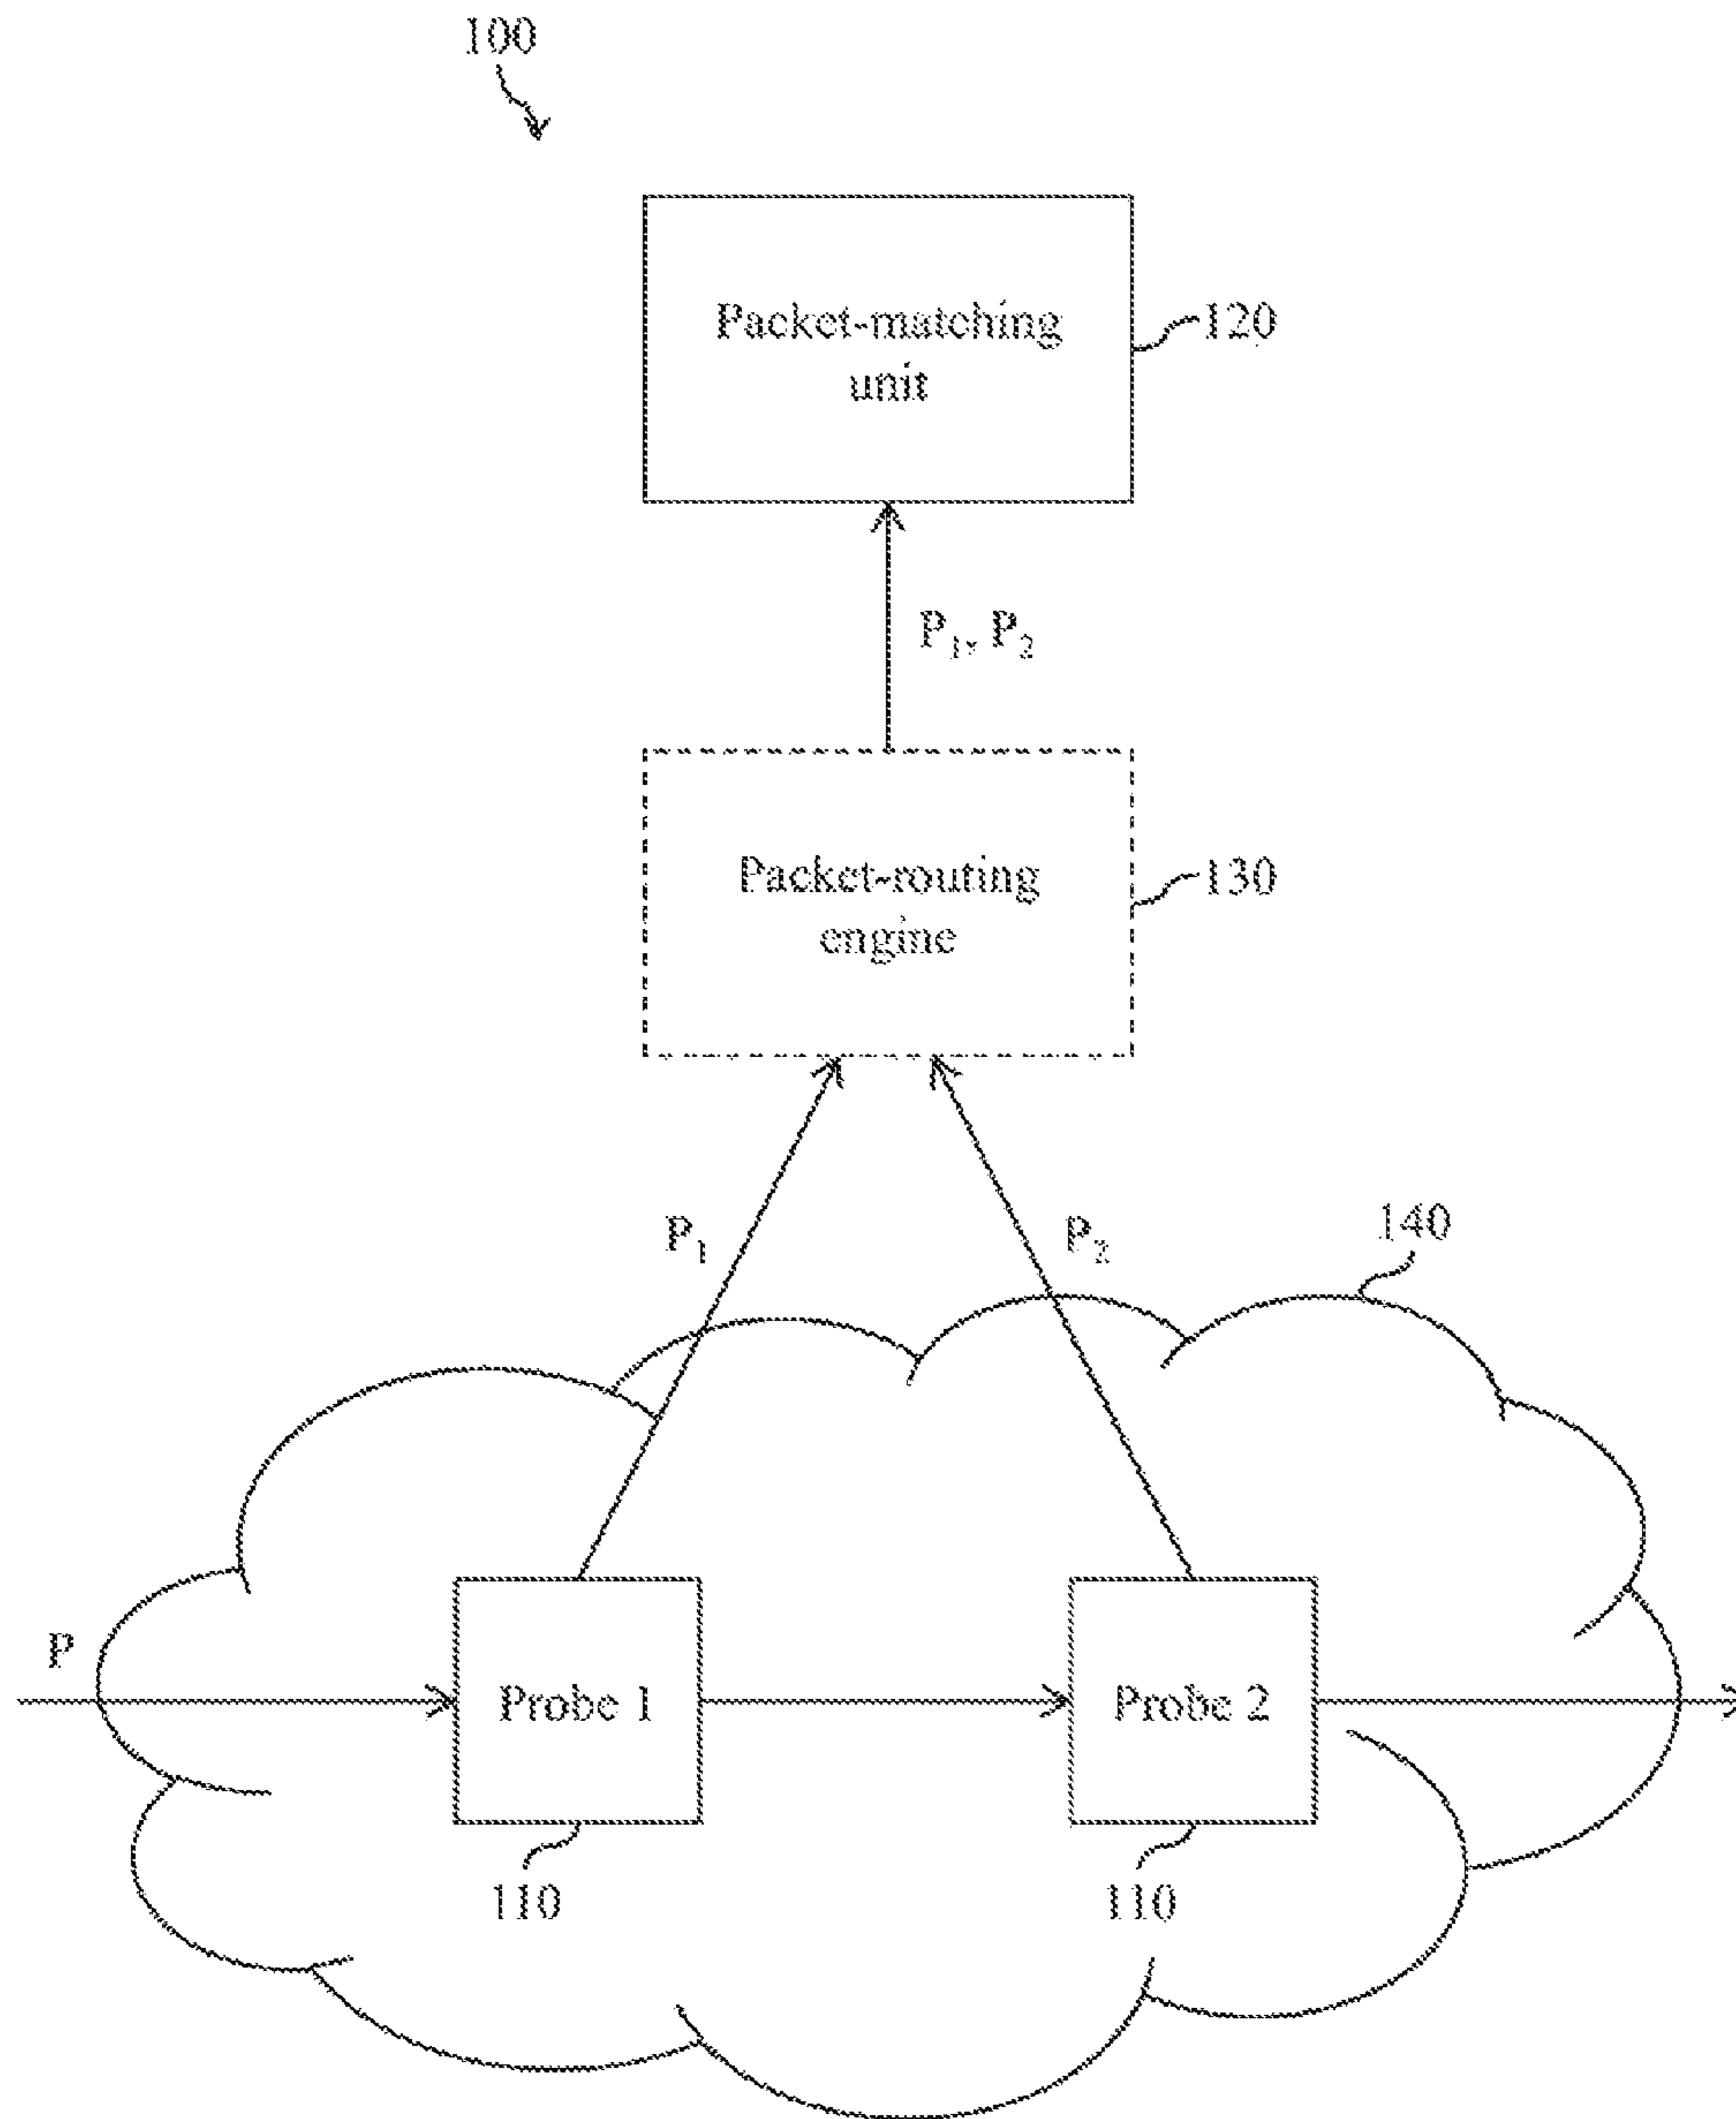 100
Packet-matching
unit
120
P1, P2
Packet-routing
engine
130
P1
P2
140
P
Probe 1
Probe 2
110
110